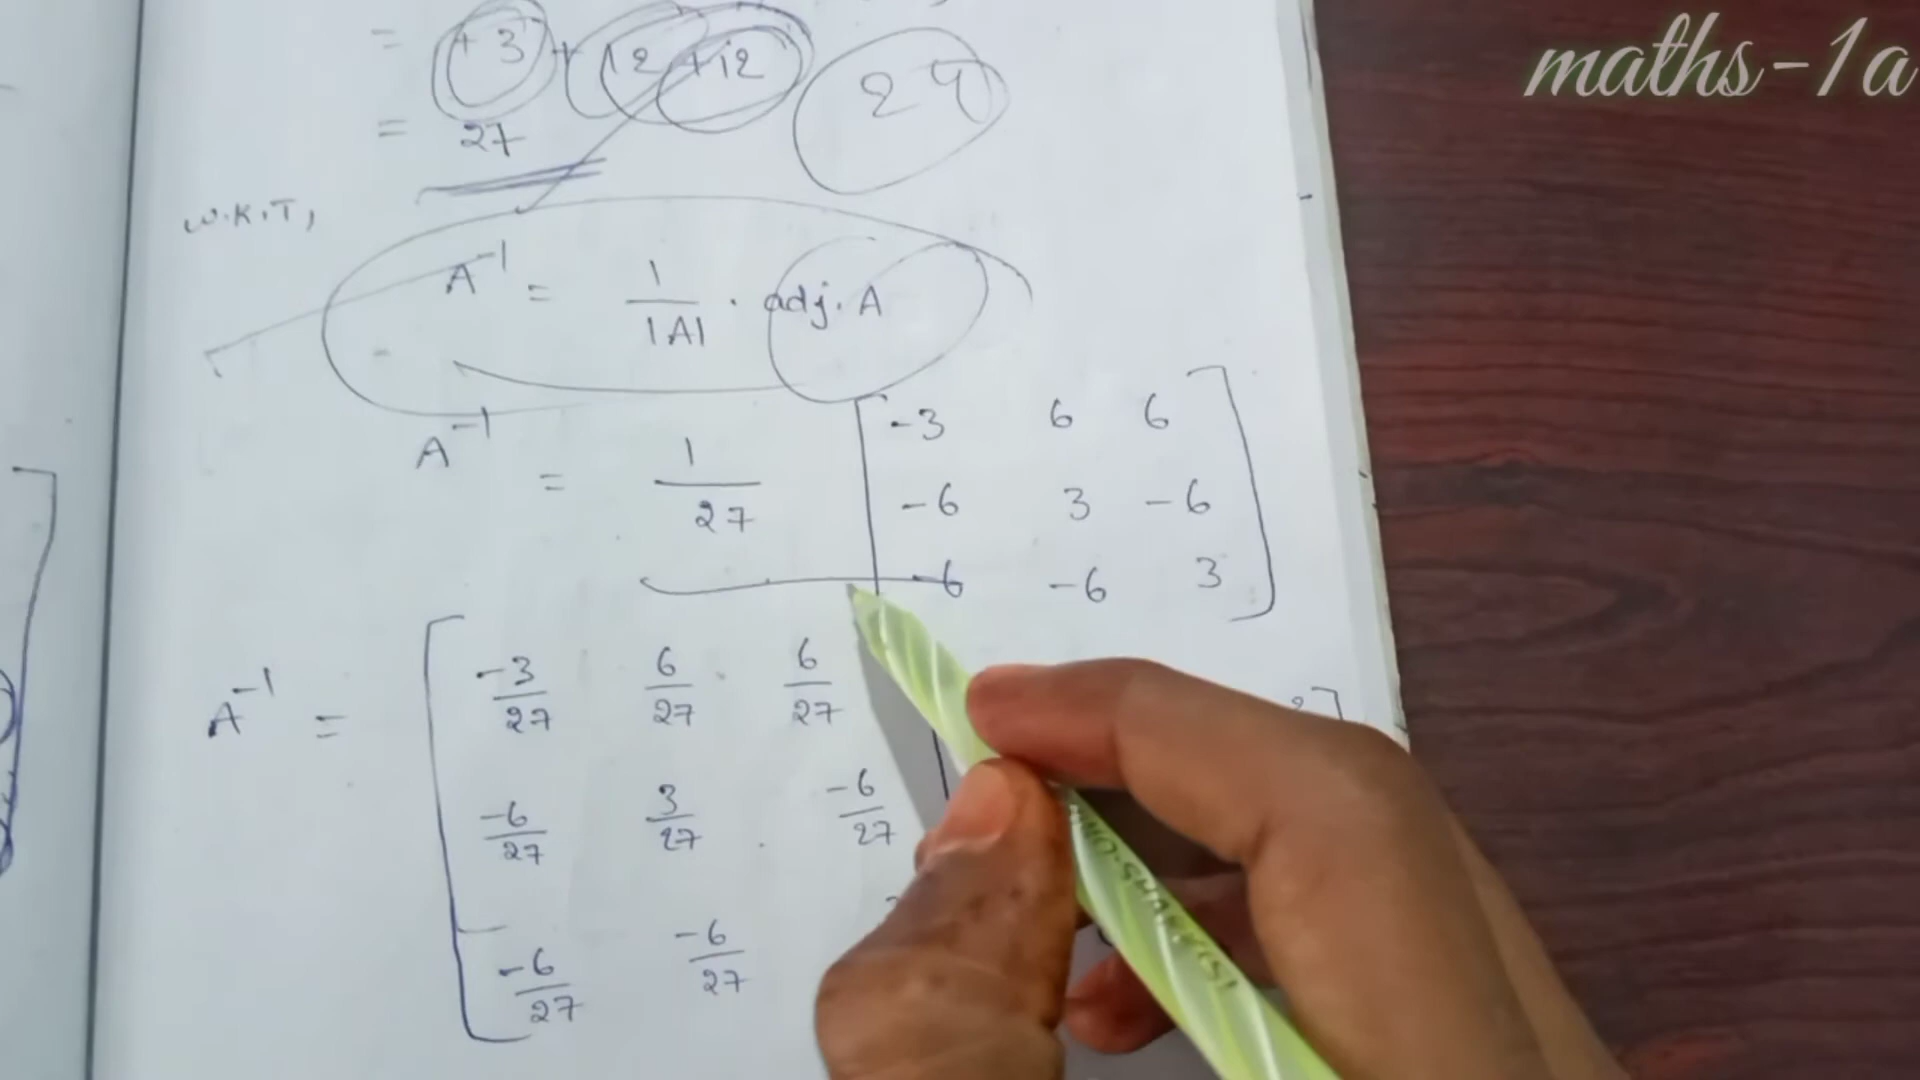 maths-1a
= +3 + 12 +12 24
= 27
W.K.T,
A⁻¹ = 1/|A| . adj. A
A⁻¹ = 1/27 [ -3 6 6
-6 3 -6
-6 -6 3 ]
A⁻¹ = [ -3/27 6/27 6/27
-6/27 3/27 -6/27
-6/27 -6/27